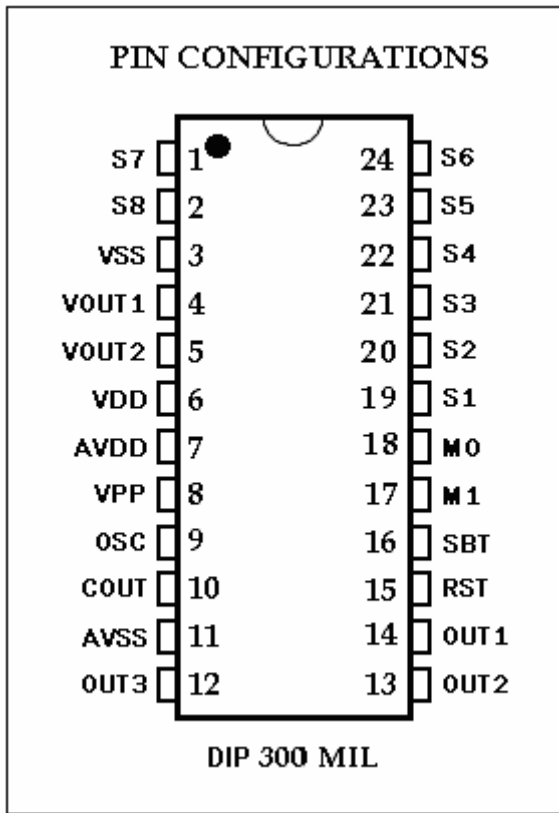 PIN CONFIGURATIONS
S7 1 24 S6
S8 2 23 S5
VSS 3 22 S4
VOUT1 4 21 S3
VOUT2 5 20 S2
VDD 6 19 S1
AVDD 7 18 M0
VPP 8 17 M1
OSC 9 16 SBT
COUT 10 15 RST
AVSS 11 14 OUT1
OUT3 12 13 OUT2
DIP 300 MIL